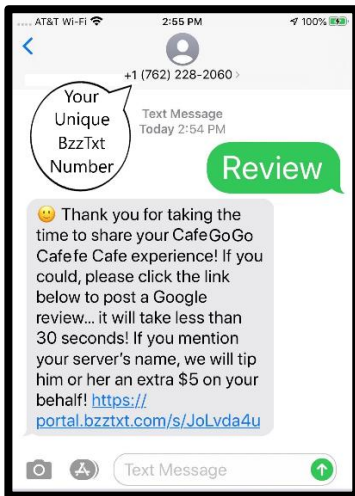 AT&T Wi-Fi 2:55 PM 100%
+1 (762) 228-2060 >
Your
Unique
BzzTxt
Number
Text Message
Today 2:54 PM
Review
🙂 Thank you for taking the
time to share your CafeGoGo
Cafefe Cafe experience! If you
could, please click the link
below to post a Google
review... it will take less than
30 seconds! If you mention
your server's name, we will tip
him or her an extra $5 on your
behalf! https://
portal.bzztxt.com/s/JoLvda4u
Text Message